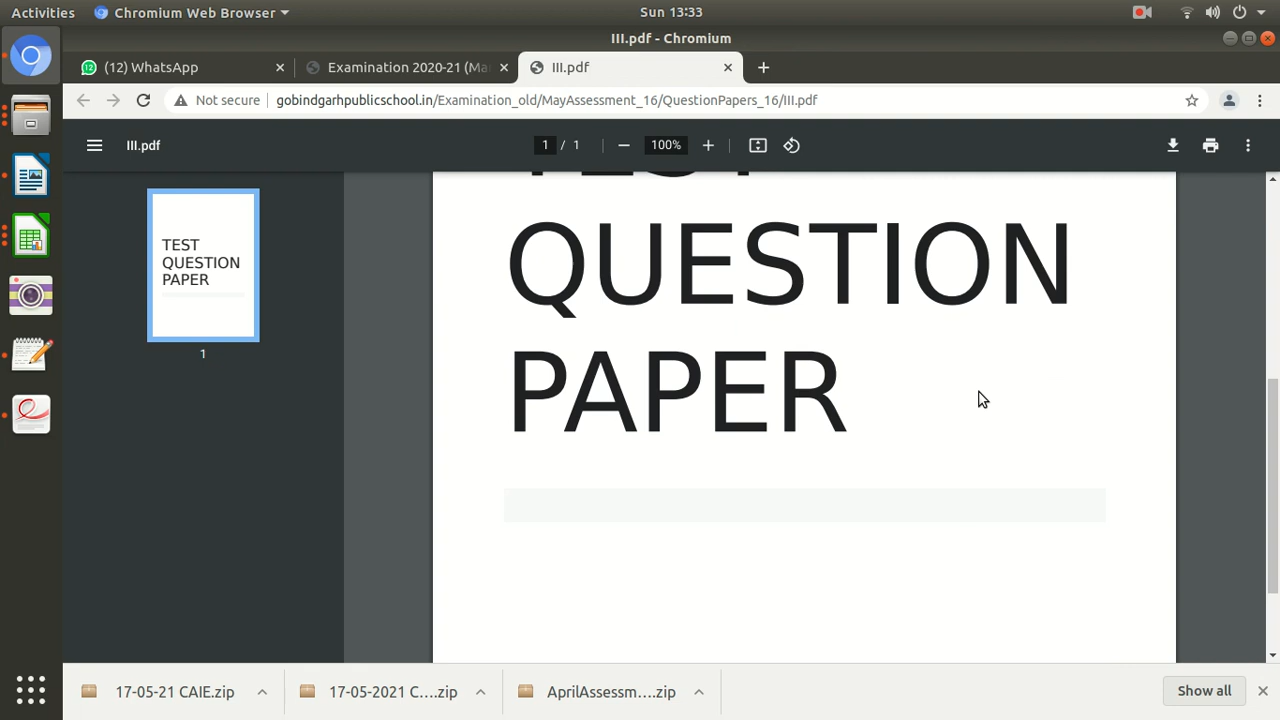 Activities
Chromium Web Browser
Sun 13:33
III.pdf - Chromium
(12) WhatsApp
Examination 2020-21 (Ma
III.pdf
Not secure
gobindgarhpublicschool.in/Examination_old/MayAssessment_16/QuestionPapers_16/III.pdf
III.pdf
1 / 1
100%
TEST
QUESTION
PAPER
1
TEST
QUESTION
PAPER
17-05-21 CAIE.zip
17-05-2021 C....zip
AprilAssessm....zip
Show all